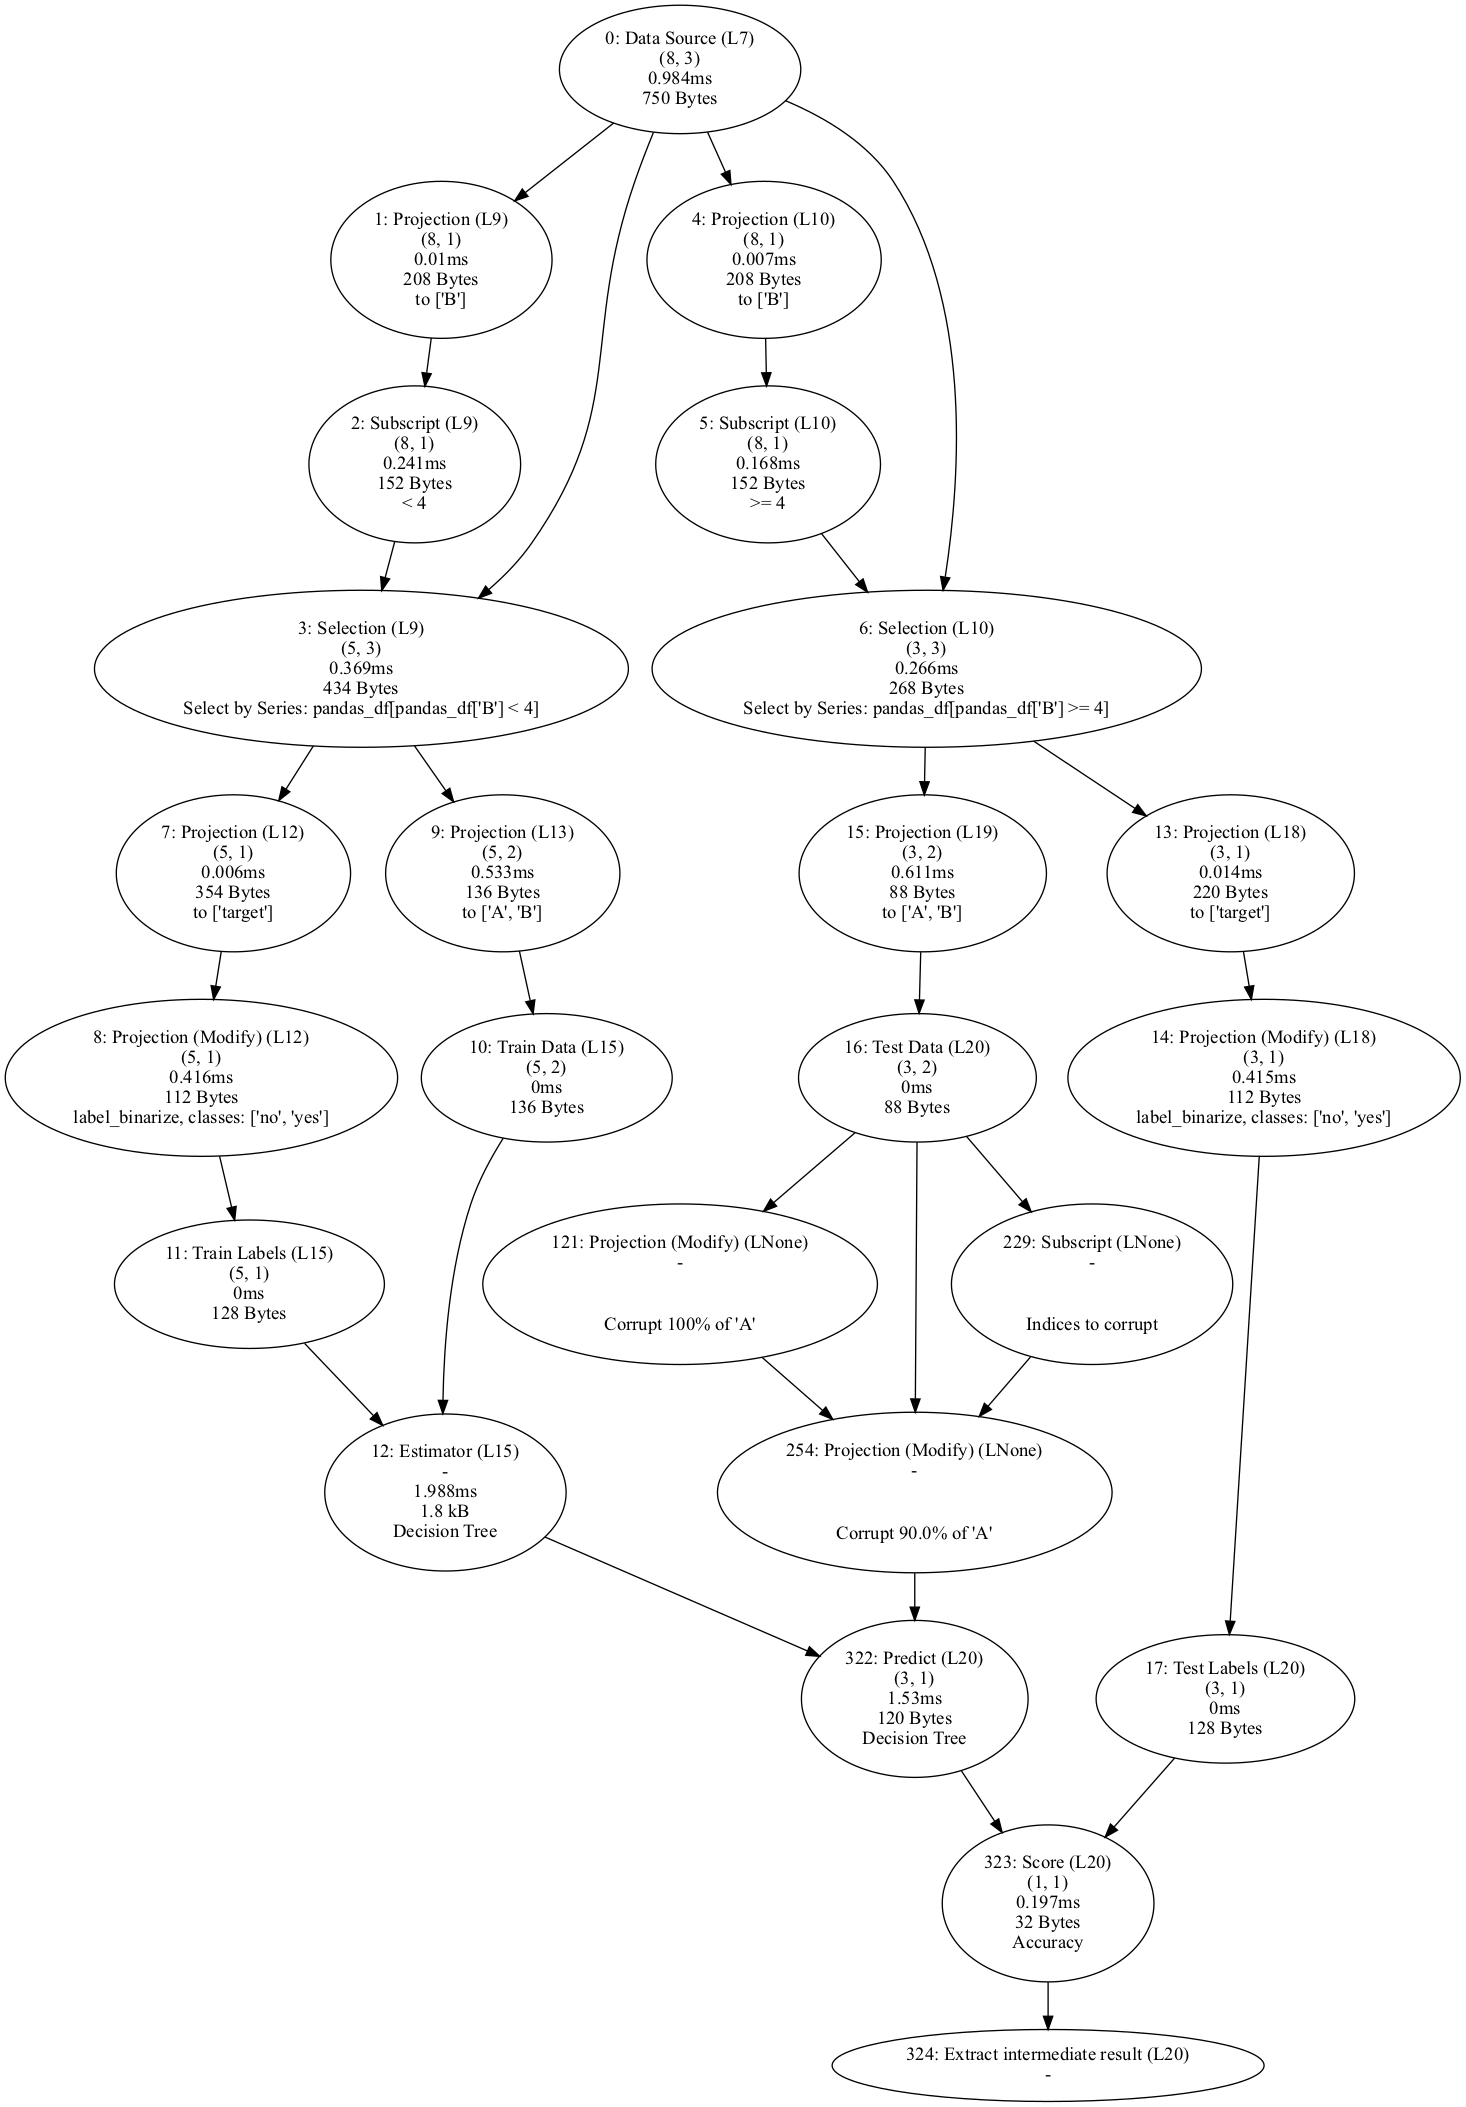 0: Data Source (L7)
(8, 3)
0.984ms
750 Bytes
1: Projection (L9)
(8, 1)
0.01ms
208 Bytes
to ['B']
4: Projection (L10)
(8, 1)
0.007ms
208 Bytes
to ['B']
2: Subscript (L9)
(8, 1)
0.241ms
152 Bytes
< 4
5: Subscript (L10)
(8, 1)
0.168ms
152 Bytes
>= 4
3: Selection (L9)
(5, 3)
0.369ms
434 Bytes
Select by Series: pandas_df[pandas_df['B'] < 4]
6: Selection (L10)
(3, 3)
0.266ms
268 Bytes
Select by Series: pandas_df[pandas_df['B'] >= 4]
7: Projection (L12)
(5, 1)
0.006ms
354 Bytes
to ['target']
9: Projection (L13)
(5, 2)
0.533ms
136 Bytes
to ['A', 'B']
15: Projection (L19)
(3, 2)
0.611ms
88 Bytes
to ['A', 'B']
13: Projection (L18)
(3, 1)
0.014ms
220 Bytes
to ['target']
8: Projection (Modify) (L12)
(5, 1)
0.416ms
112 Bytes
label_binarize, classes: ['no', 'yes']
10: Train Data (L15)
(5, 2)
0ms
136 Bytes
16: Test Data (L20)
(3, 2)
0ms
88 Bytes
14: Projection (Modify) (L18)
(3, 1)
0.415ms
112 Bytes
label_binarize, classes: ['no', 'yes']
11: Train Labels (L15)
(5, 1)
0ms
128 Bytes
121: Projection (Modify) (LNone)
-
Corrupt 100% of 'A'
229: Subscript (LNone)
-
Indices to corrupt
12: Estimator (L15)
-
1.988ms
1.8 kB
Decision Tree
254: Projection (Modify) (LNone)
-
Corrupt 90.0% of 'A'
322: Predict (L20)
(3, 1)
1.53ms
120 Bytes
Decision Tree
17: Test Labels (L20)
(3, 1)
0ms
128 Bytes
323: Score (L20)
(1, 1)
0.197ms
32 Bytes
Accuracy
324: Extract intermediate result (L20)
-